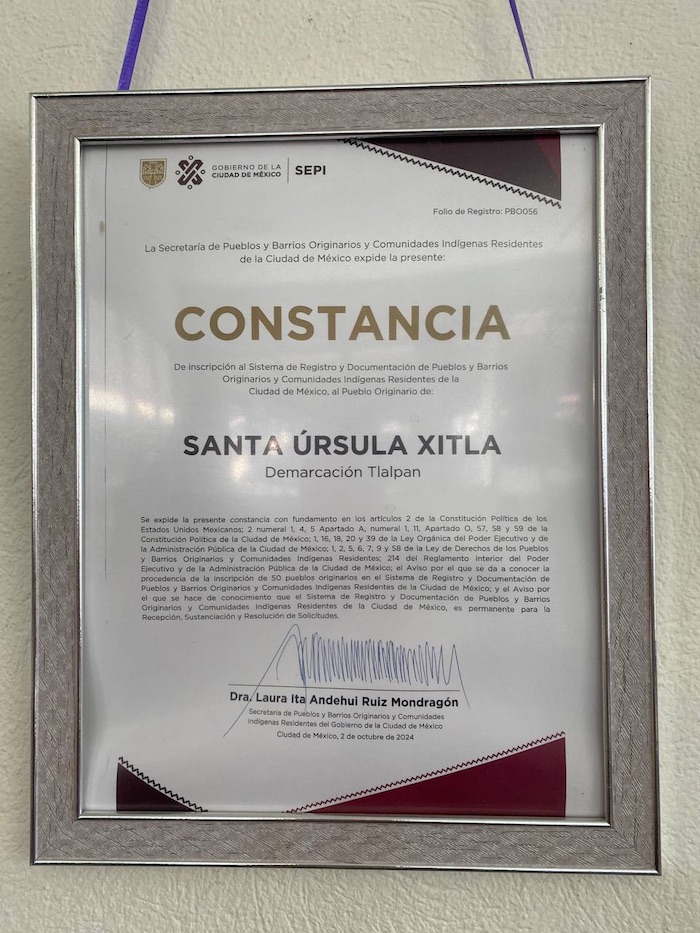 GOBIERNO DE LA
CIUDAD DE MÉXICO
SEPI
Folio de Registro: PBO056
La Secretaría de Pueblos y Barrios Originarios y Comunidades Indígenas Residentes
de la Ciudad de México expide la presente:
CONSTANCIA
De inscripción al Sistema de Registro y Documentación de Pueblos y Barrios
Originarios y Comunidades Indígenas Residentes de la
Ciudad de México, al Pueblo Originario de:
SANTA ÚRSULA XITLA
Demarcación Tlalpan
Se expide la presente constancia con fundamento en los artículos 2 de la Constitución Política de los
Estados Unidos Mexicanos; 2 numeral 1, 4, 5 Apartado A, numeral 1, 11, Apartado O, 57, 58 y 59 de la
Constitución Política de la Ciudad de México; 1, 16, 18, 20 y 39 de la Ley Orgánica del Poder Ejecutivo y de
la Administración Pública de la Ciudad de México; 1, 2, 5, 6, 7, 9 y 58 de la Ley de Derechos de los Pueblos
y Barrios Originarios y Comunidades Indígenas Residentes; 214 del Reglamento Interior del Poder
Ejecutivo y de la Administración Pública de la Ciudad de México; el Aviso por el que se da a conocer la
procedencia de la inscripción de 50 pueblos originarios en el Sistema de Registro y Documentación de
Pueblos y Barrios Originarios y Comunidades Indígenas Residentes de la Ciudad de México; y el Aviso por
el que se hace de conocimiento que el Sistema de Registro y Documentación de Pueblos y Barrios
Originarios y Comunidades Indígenas Residentes de la Ciudad de México, es permanente para la
Recepción, Sustanciación y Resolución de Solicitudes.
Dra. Laura Ita Andehui Ruiz Mondragón
Secretaria de Pueblos y Barrios Originarios y Comunidades
Indígenas Residentes del Gobierno de la Ciudad de México
Ciudad de México, 2 de octubre de 2024